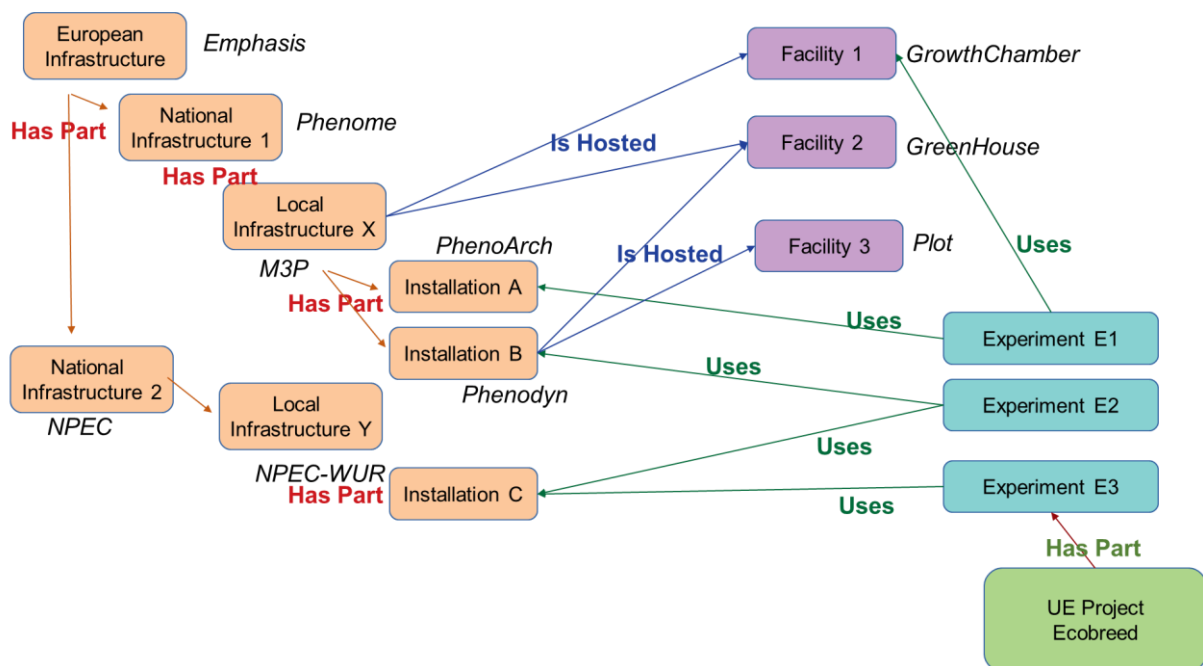 European
Infrastructure
Emphasis
Facility 1
GrowthChamber
Has Part
National
Infrastructure 1
Phenome
Is Hosted
Facility 2
GreenHouse
Has Part
Local
Infrastructure X
PhenoArch
Is Hosted
Facility 3
Plot
Uses
M3P
Has Part
Installation A
Uses
Experiment E1
Installation B
Uses
National
Infrastructure 2
Phenodyn
Experiment E2
NPEC
Local
Infrastructure Y
Uses
NPEC-WUR
Has Part
Installation C
Uses
Experiment E3
Has Part
UE Project
Ecobreed